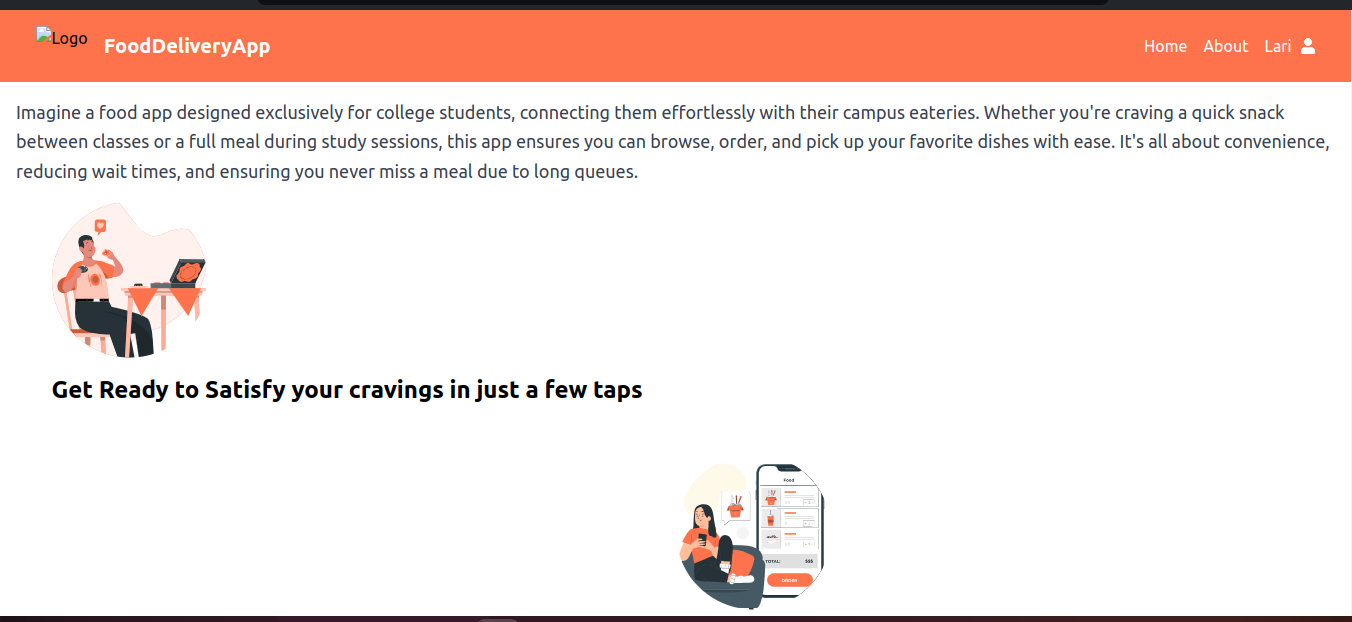 Logo
FoodDeliveryApp
Home About Lari
Imagine a food app designed exclusively for college students, connecting them effortlessly with their campus eateries. Whether you're craving a quick snack
between classes or a full meal during study sessions, this app ensures you can browse, order, and pick up your favorite dishes with ease. It's all about convenience,
reducing wait times, and ensuring you never miss a meal due to long queues.
Get Ready to Satisfy your cravings in just a few taps
Food
TOTAL: $$$
ORDER